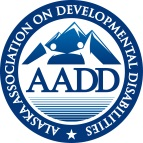 ALASKA ASSOCIATION ON DEVELOPMENTAL DISABILITIES
AADD